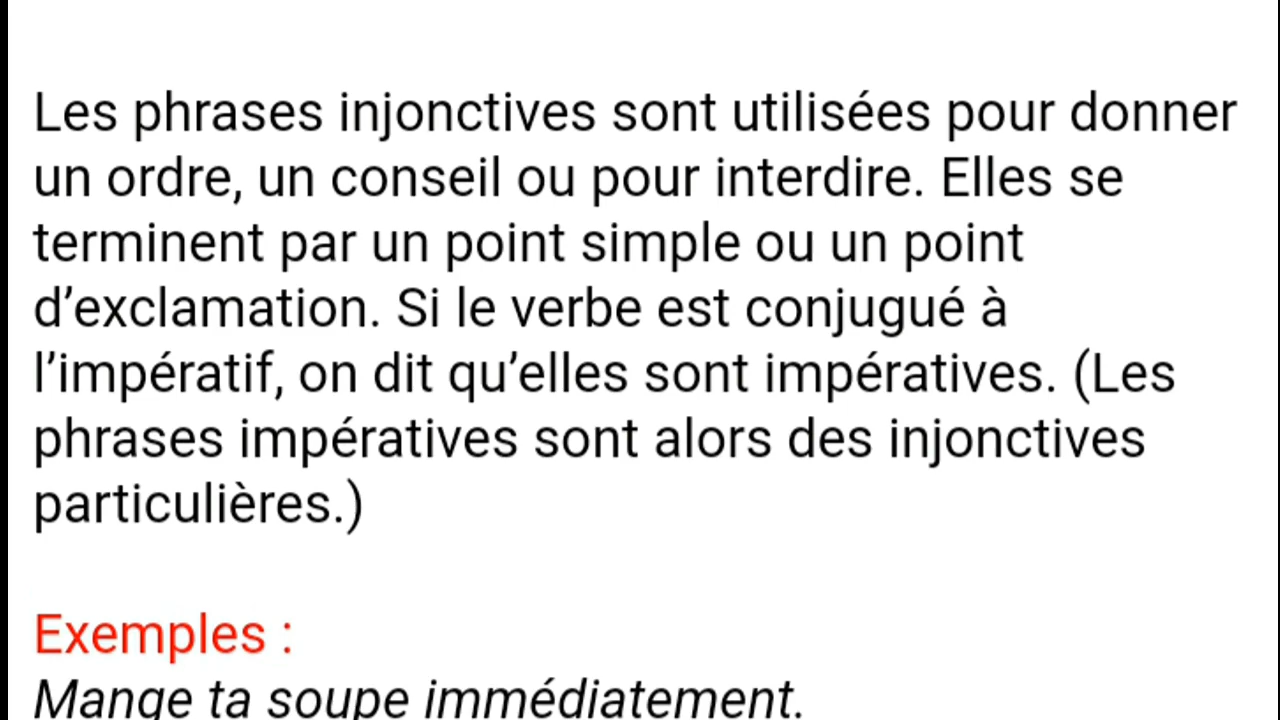 Les phrases injonctives sont utilisées pour donner
un ordre, un conseil ou pour interdire. Elles se
terminent par un point simple ou un point
d’exclamation. Si le verbe est conjugué à
l’impératif, on dit qu’elles sont impératives. (Les
phrases impératives sont alors des injonctives
particulières.)
Exemples :
Mange ta soupe immédiatement.